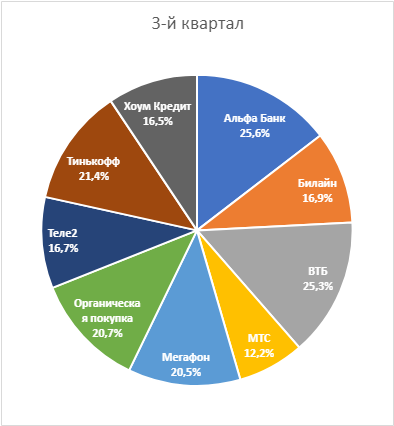 3-й квартал
Хоум Кредит
16,5%
Альфа Банк
25,6%
Тинькофф
21,4%
Билайн
16,9%
Теле2
16,7%
ВТБ
25,3%
Органическа
я покупка
20,7%
Мегафон
20,5%
МТС
12,2%